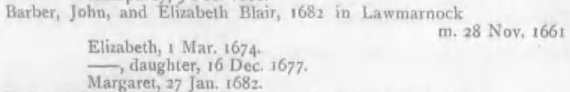 Barber, John, and Elizabeth Blair, 1682 in Lawmarnock
m. 28 Nov. 1661
Elizabeth, 1 Mar. 1674.
——, daughter, 16 Dec. 1677.
Margaret, 27 Jan. 1682.